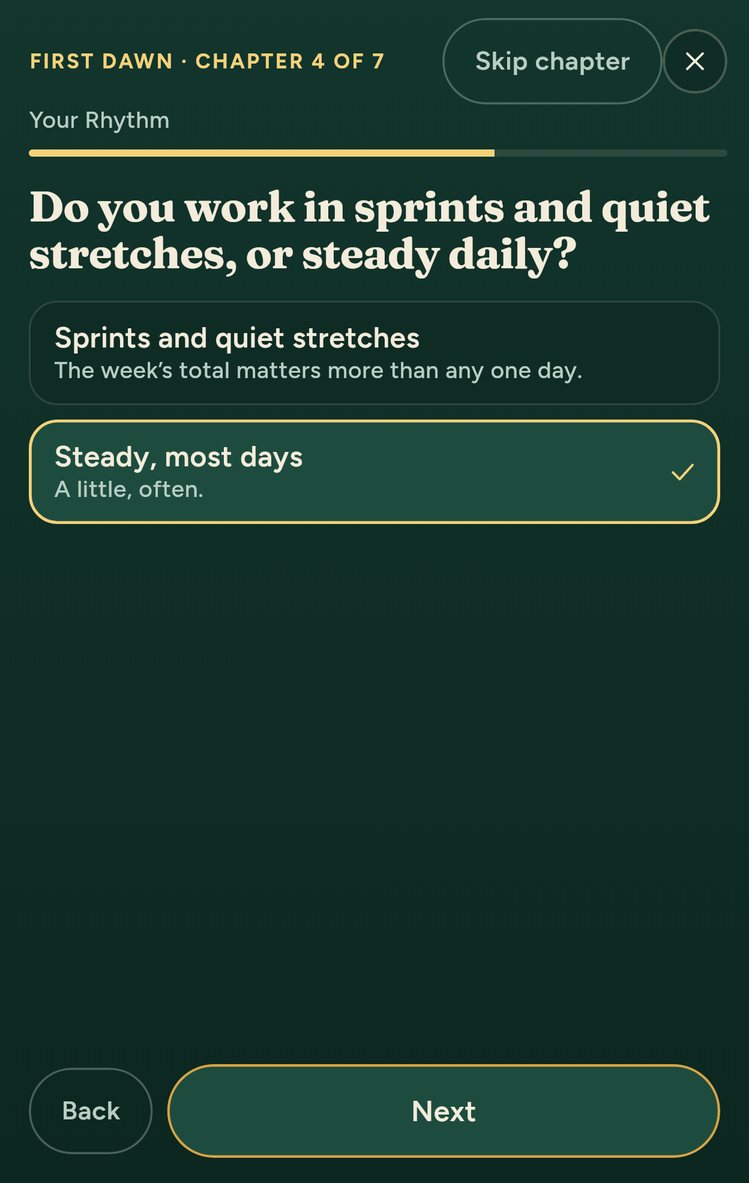 FIRST DAWN · CHAPTER 4 OF 7
Skip chapter
Your Rhythm
Do you work in sprints and quiet
stretches, or steady daily?
Sprints and quiet stretches
The week’s total matters more than any one day.
Steady, most days
A little, often.
Back
Next